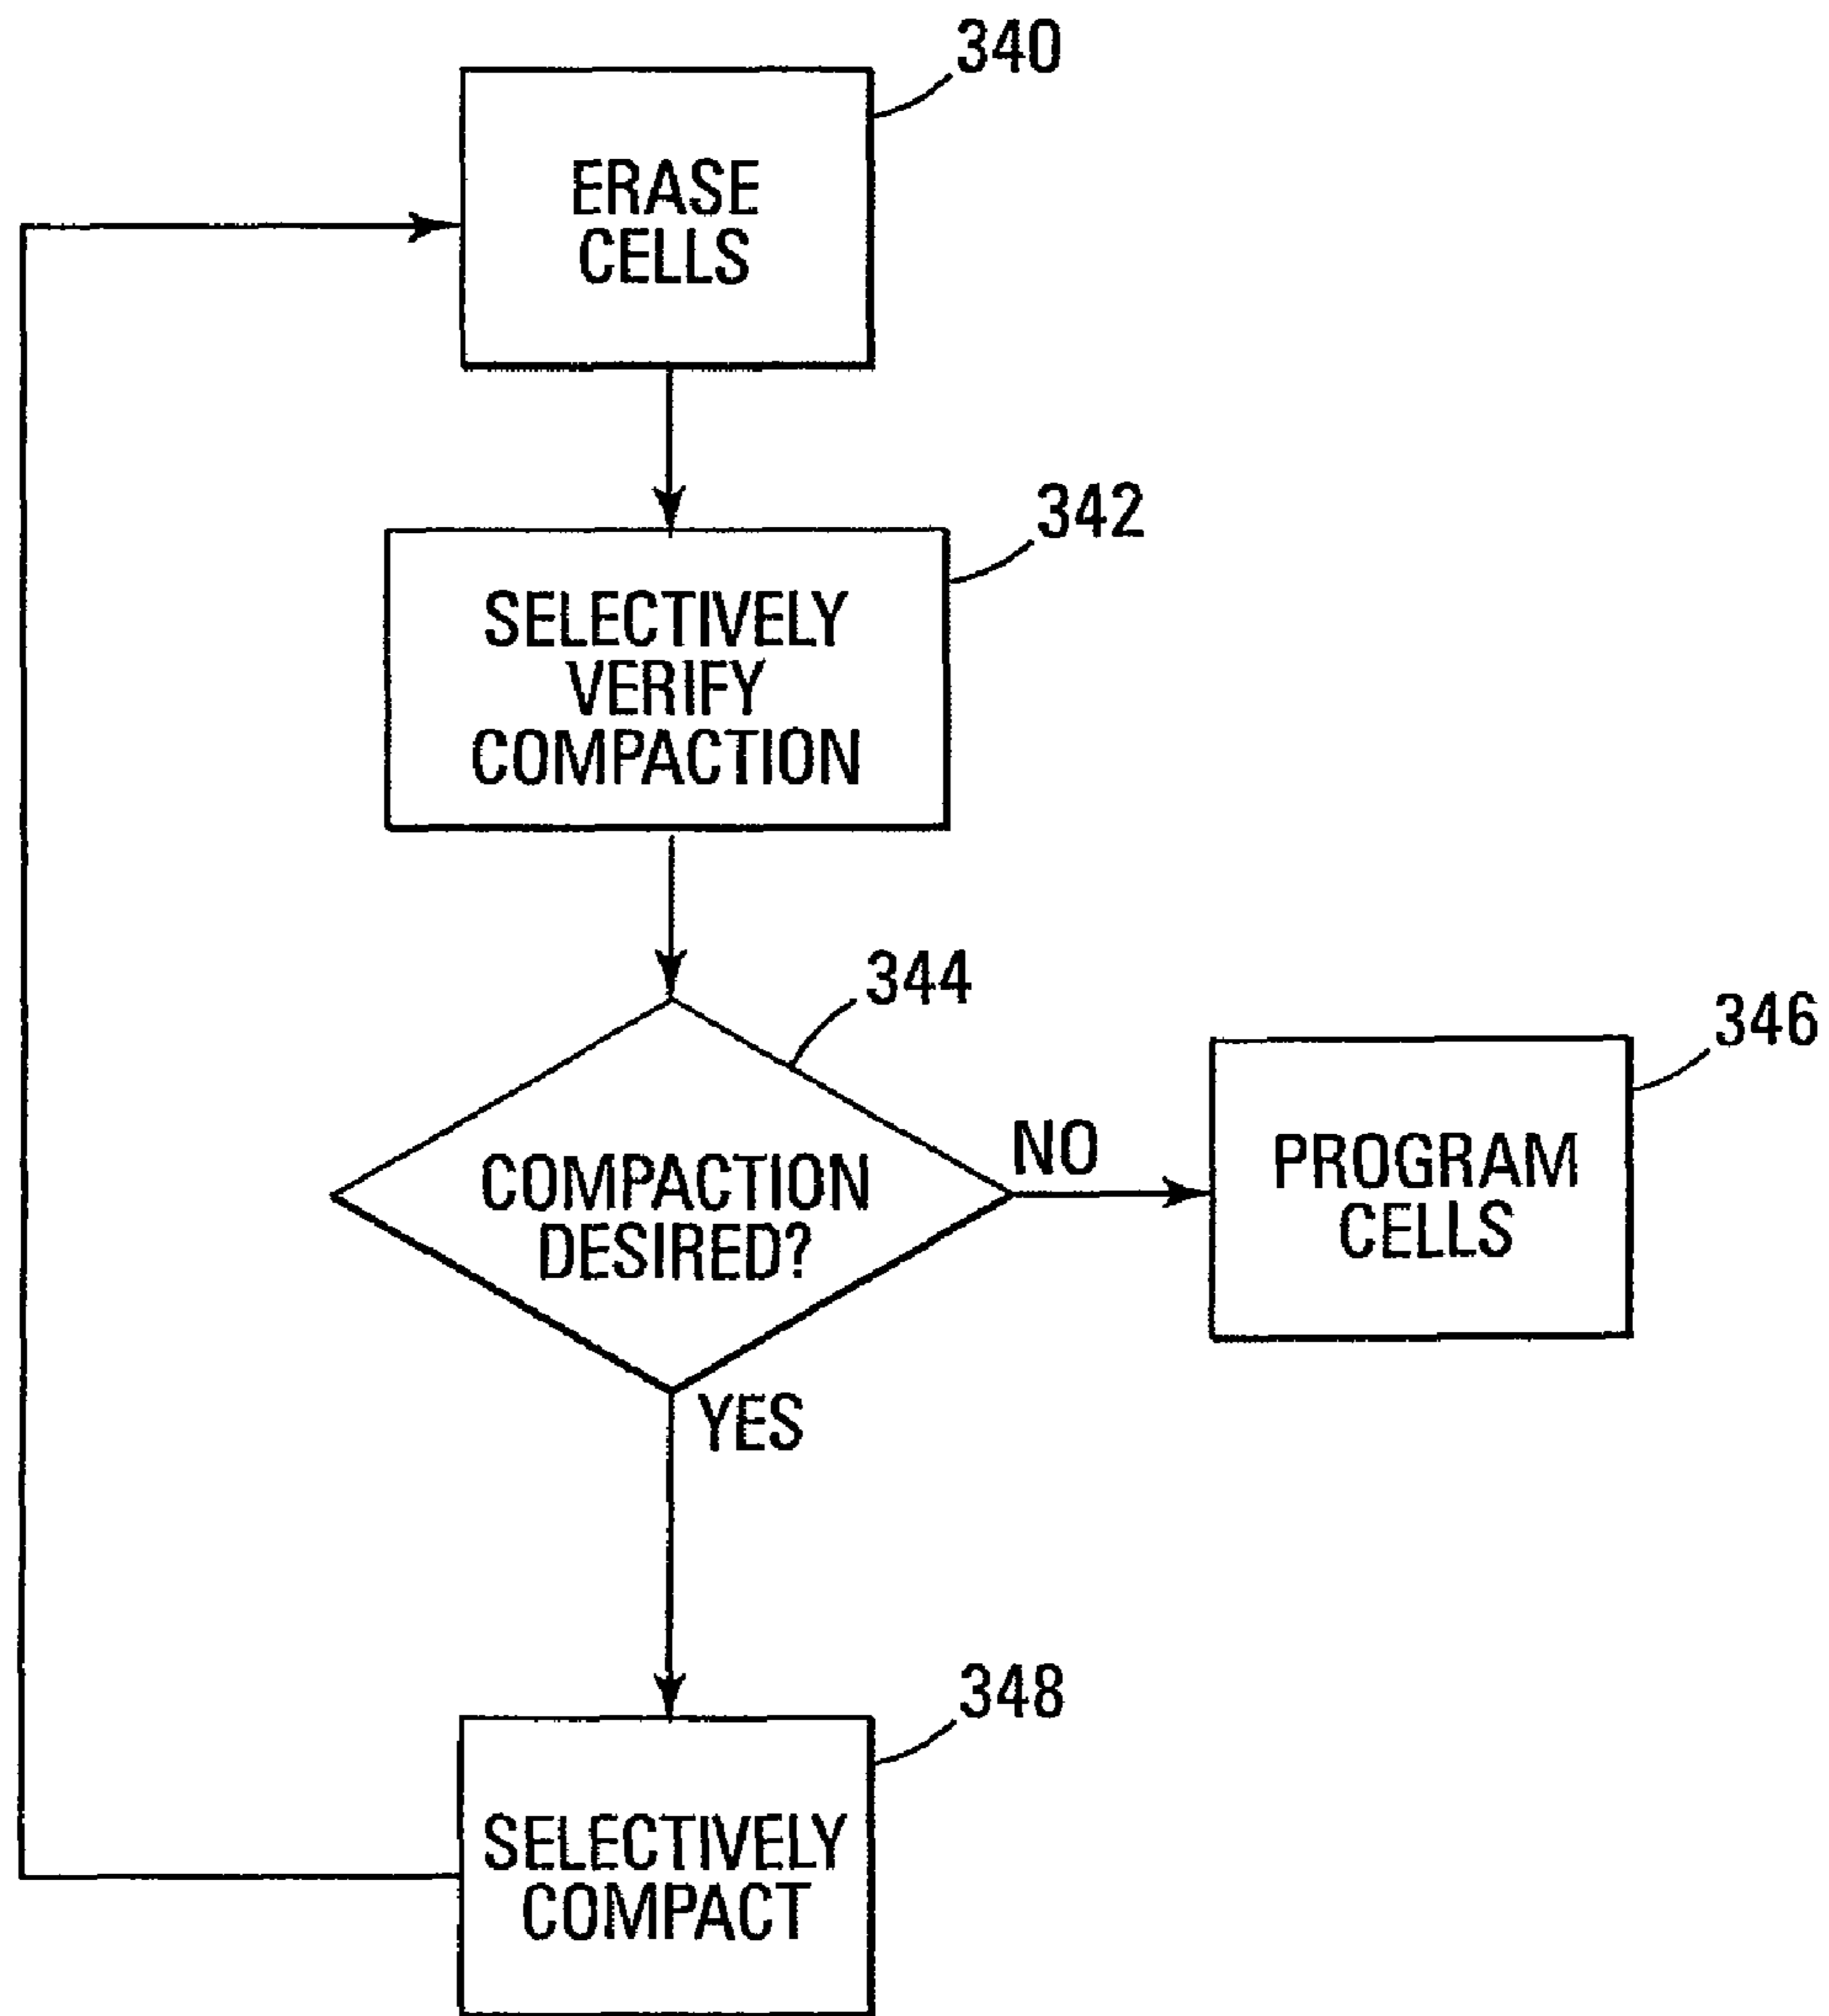 340
ERASE
CELLS
342
SELECTIVELY
VERIFY
COMPACTION
344
COMPACTION
DESIRED?
NO
346
PROGRAM
CELLS
YES
348
SELECTIVELY
COMPACT